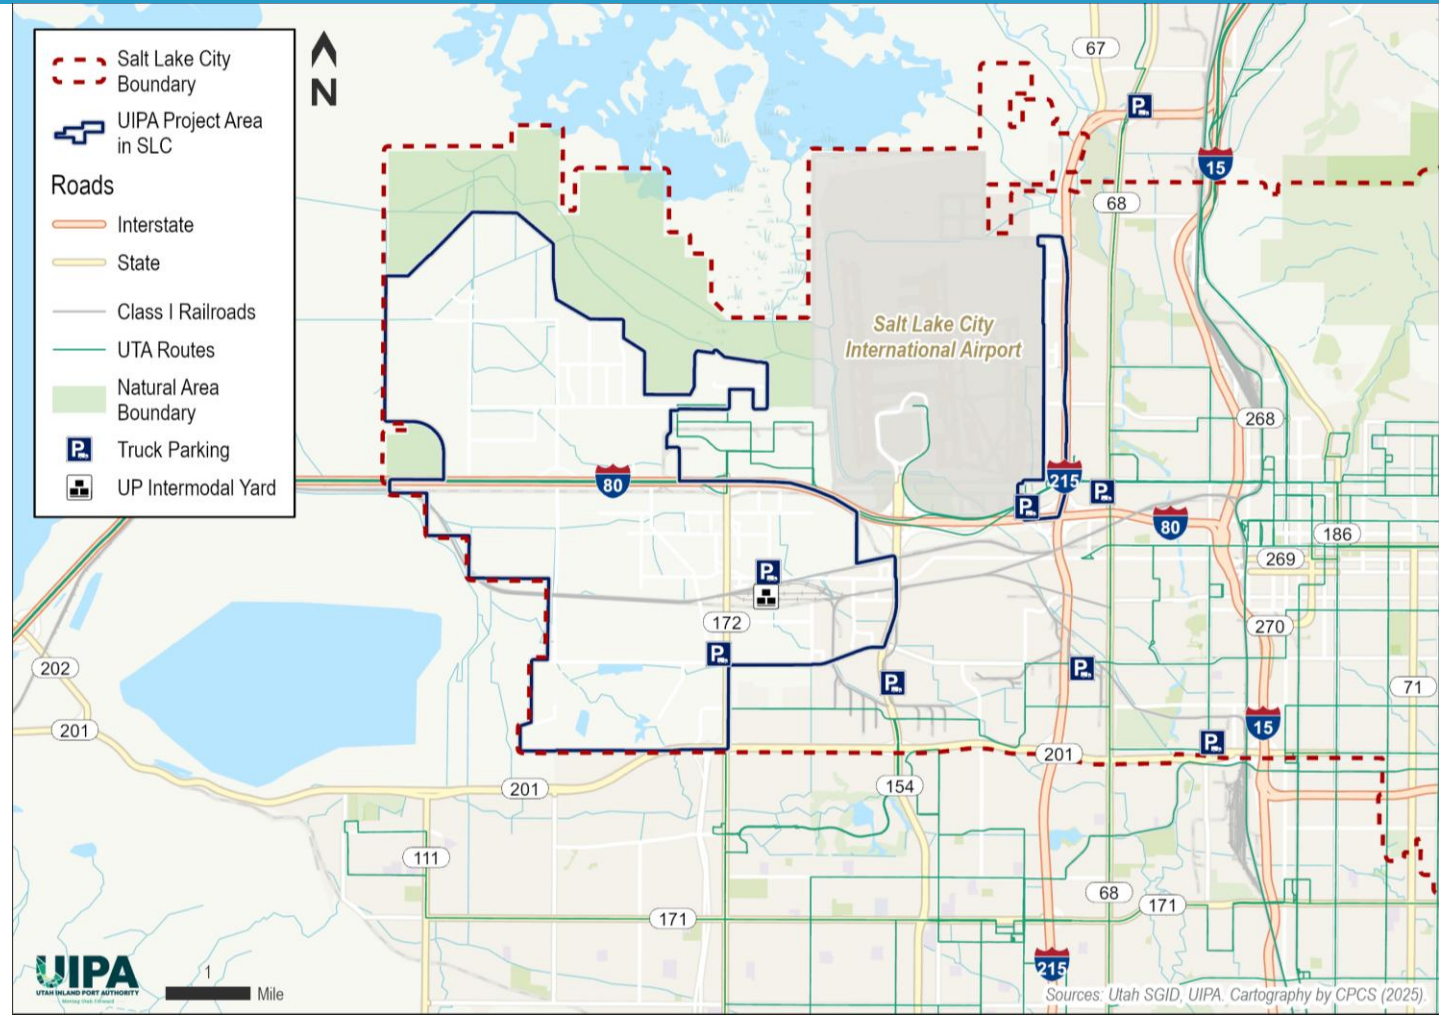 Salt Lake City
Boundary
UIPA Project Area
in SLC
Roads
Interstate
State
Class I Railroads
UTA Routes
Natural Area
Boundary
P
Truck Parking
UP Intermodal Yard
N
67
P
15
68
Salt Lake City
International Airport
268
80
215
P
P
80
186
269
P
172
270
P
202
P
P
71
201
15
P
201
201
154
111
68
171
171
215
UIPA
UTAH INLAND PORT AUTHORITY
Moving Utah Forward
1
Mile
Sources: Utah SGID, UIPA. Cartography by CPCS (2025).